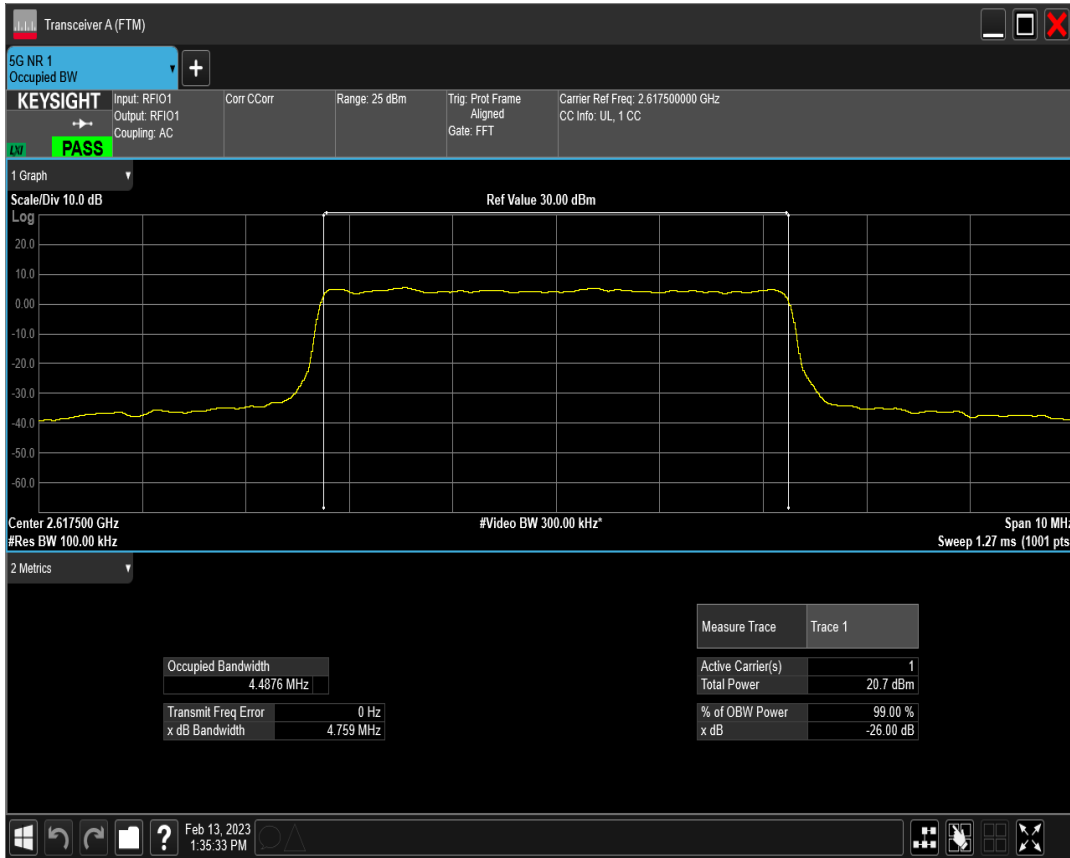 Transceiver A (FTM)
5G NR 1
Occupied BW
+
KEYSIGHT
LXI
PASS
Input: RFIO1
Output: RFIO1
Coupling: AC
Corr CCorr
Range: 25 dBm
Trig: Prot Frame
Aligned
Gate: FFT
Carrier Ref Freq: 2.617500000 GHz
CC Info: UL, 1 CC
1 Graph
Scale/Div 10.0 dB
Ref Value 30.00 dBm
Log
20.0
10.0
0.00
-10.0
-20.0
-30.0
-40.0
-50.0
-60.0
Center 2.617500 GHz
#Video BW 300.00 kHz*
Span 10 MHz
#Res BW 100.00 kHz
Sweep 1.27 ms (1001 pts
2 Metrics
Measure Trace Trace 1
Occupied Bandwidth
4.4876 MHz
Active Carrier(s) 1
Total Power 20.7 dBm
Transmit Freq Error 0 Hz
x dB Bandwidth 4.759 MHz
% of OBW Power 99.00 %
x dB -26.00 dB
?
Feb 13, 2023
1:35:33 PM